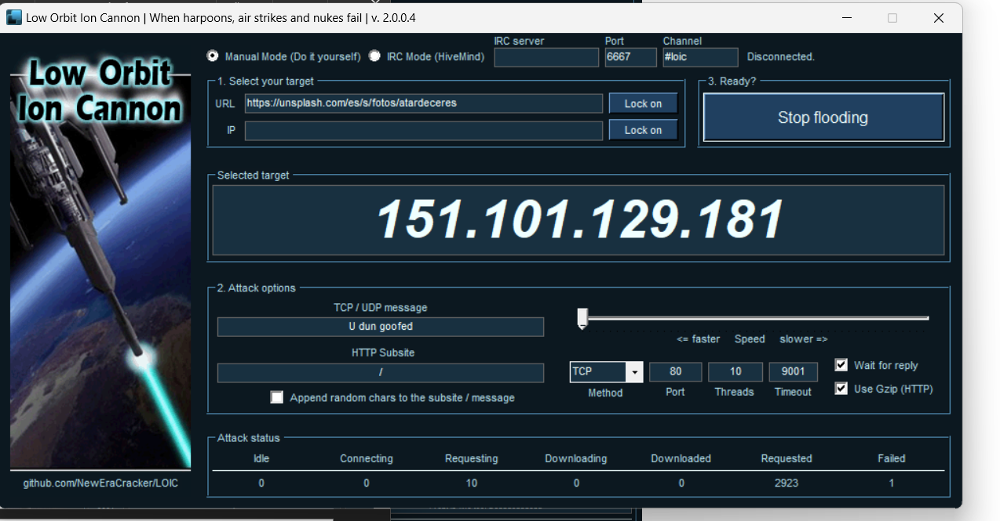 Low Orbit Ion Cannon | When harpoons, air strikes and nukes fail | v. 2.0.0.4
Low Orbit
Ion Cannon
Manual Mode (Do it yourself) IRC Mode (HiveMind)
IRC server Port Channel
6667 #loic Disconnected.
1. Select your target
URL https://unsplash.com/es/s/fotos/atardeceres Lock on
IP Lock on
3. Ready?
Stop flooding
Selected target
151.101.129.181
2. Attack options
TCP / UDP message
U dun goofed
HTTP Subsite
/
Append random chars to the subsite / message
<= faster Speed slower =>
TCP 80 10 9001
Method Port Threads Timeout
Wait for reply
Use Gzip (HTTP)
Attack status
Idle Connecting Requesting Downloading Downloaded Requested Failed
0 0 10 0 0 2923 1
github.com/NewEraCracker/LOIC